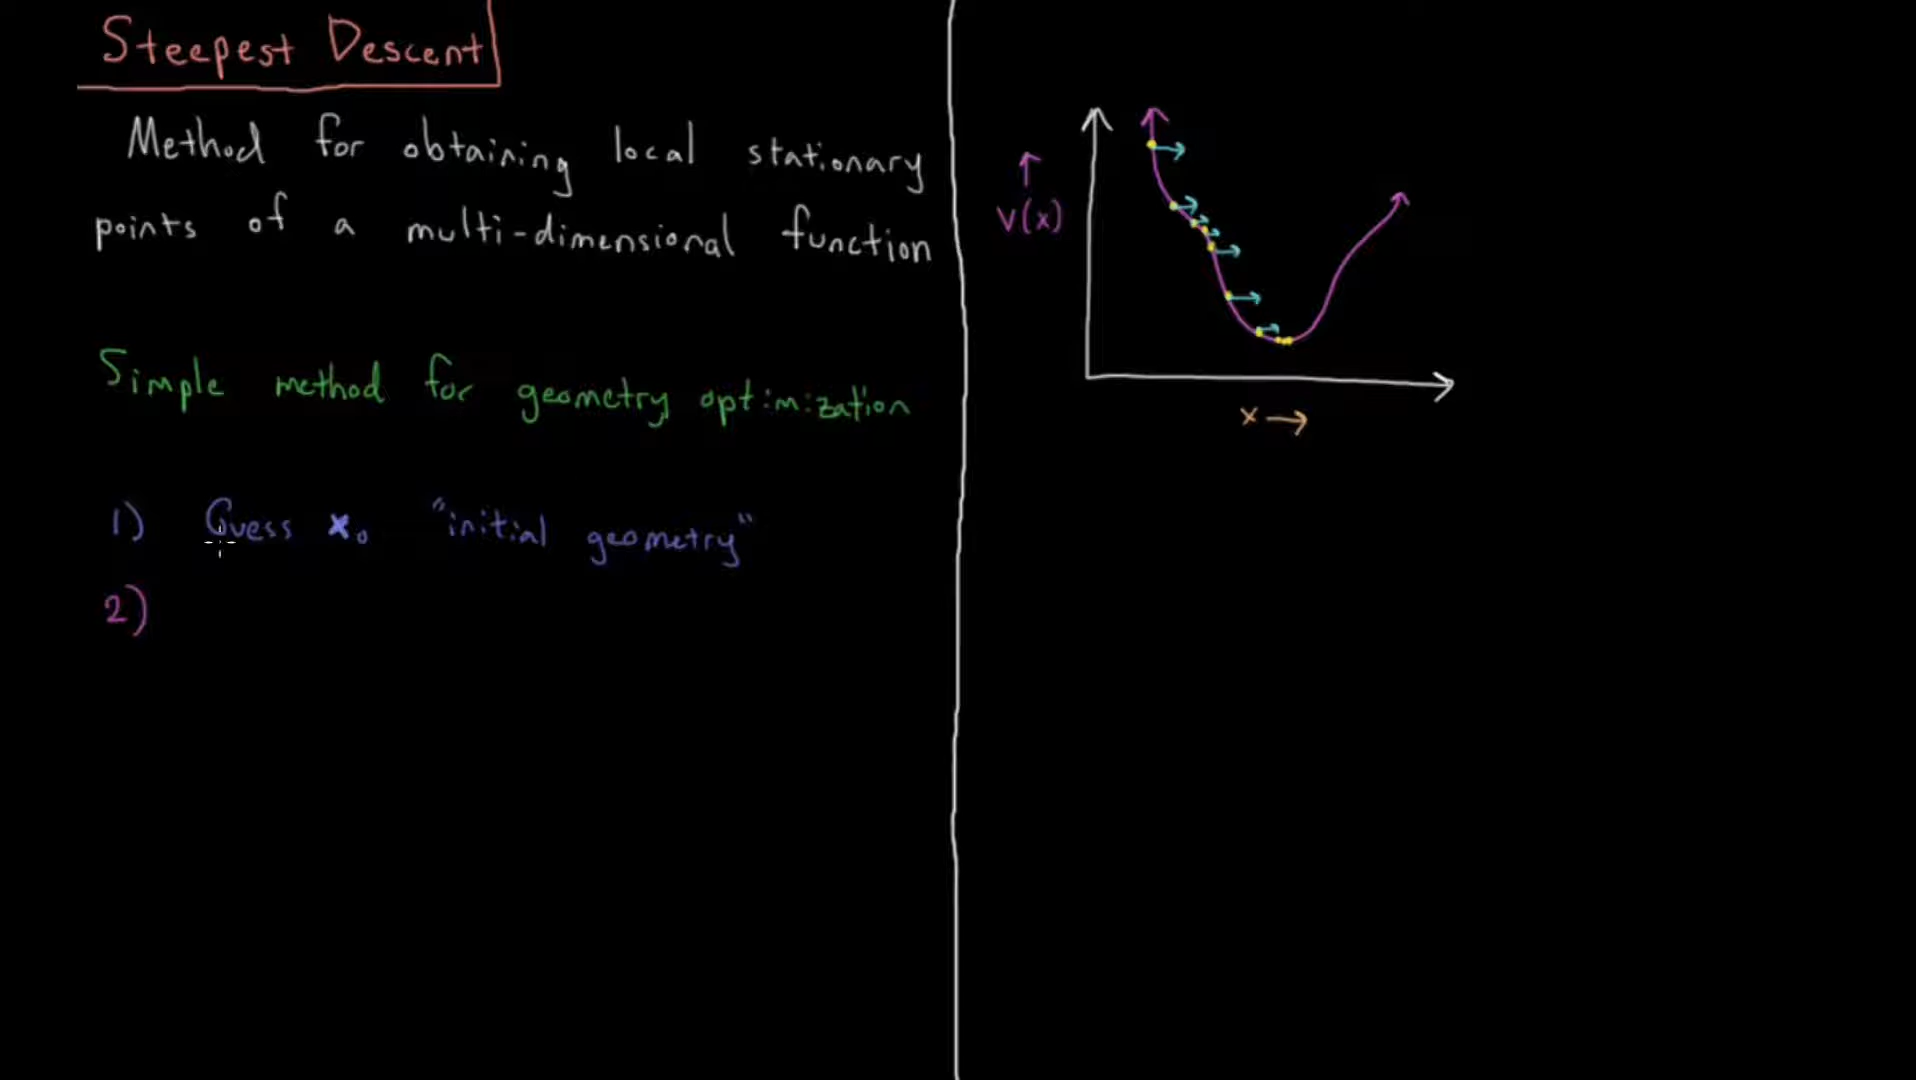 Steepest Descent
Method for obtaining local stationary
points of a multi-dimensional function
Simple method for geometry optimization
1) Guess x₀ "initial geometry"
2)
↑
V(x)
x →